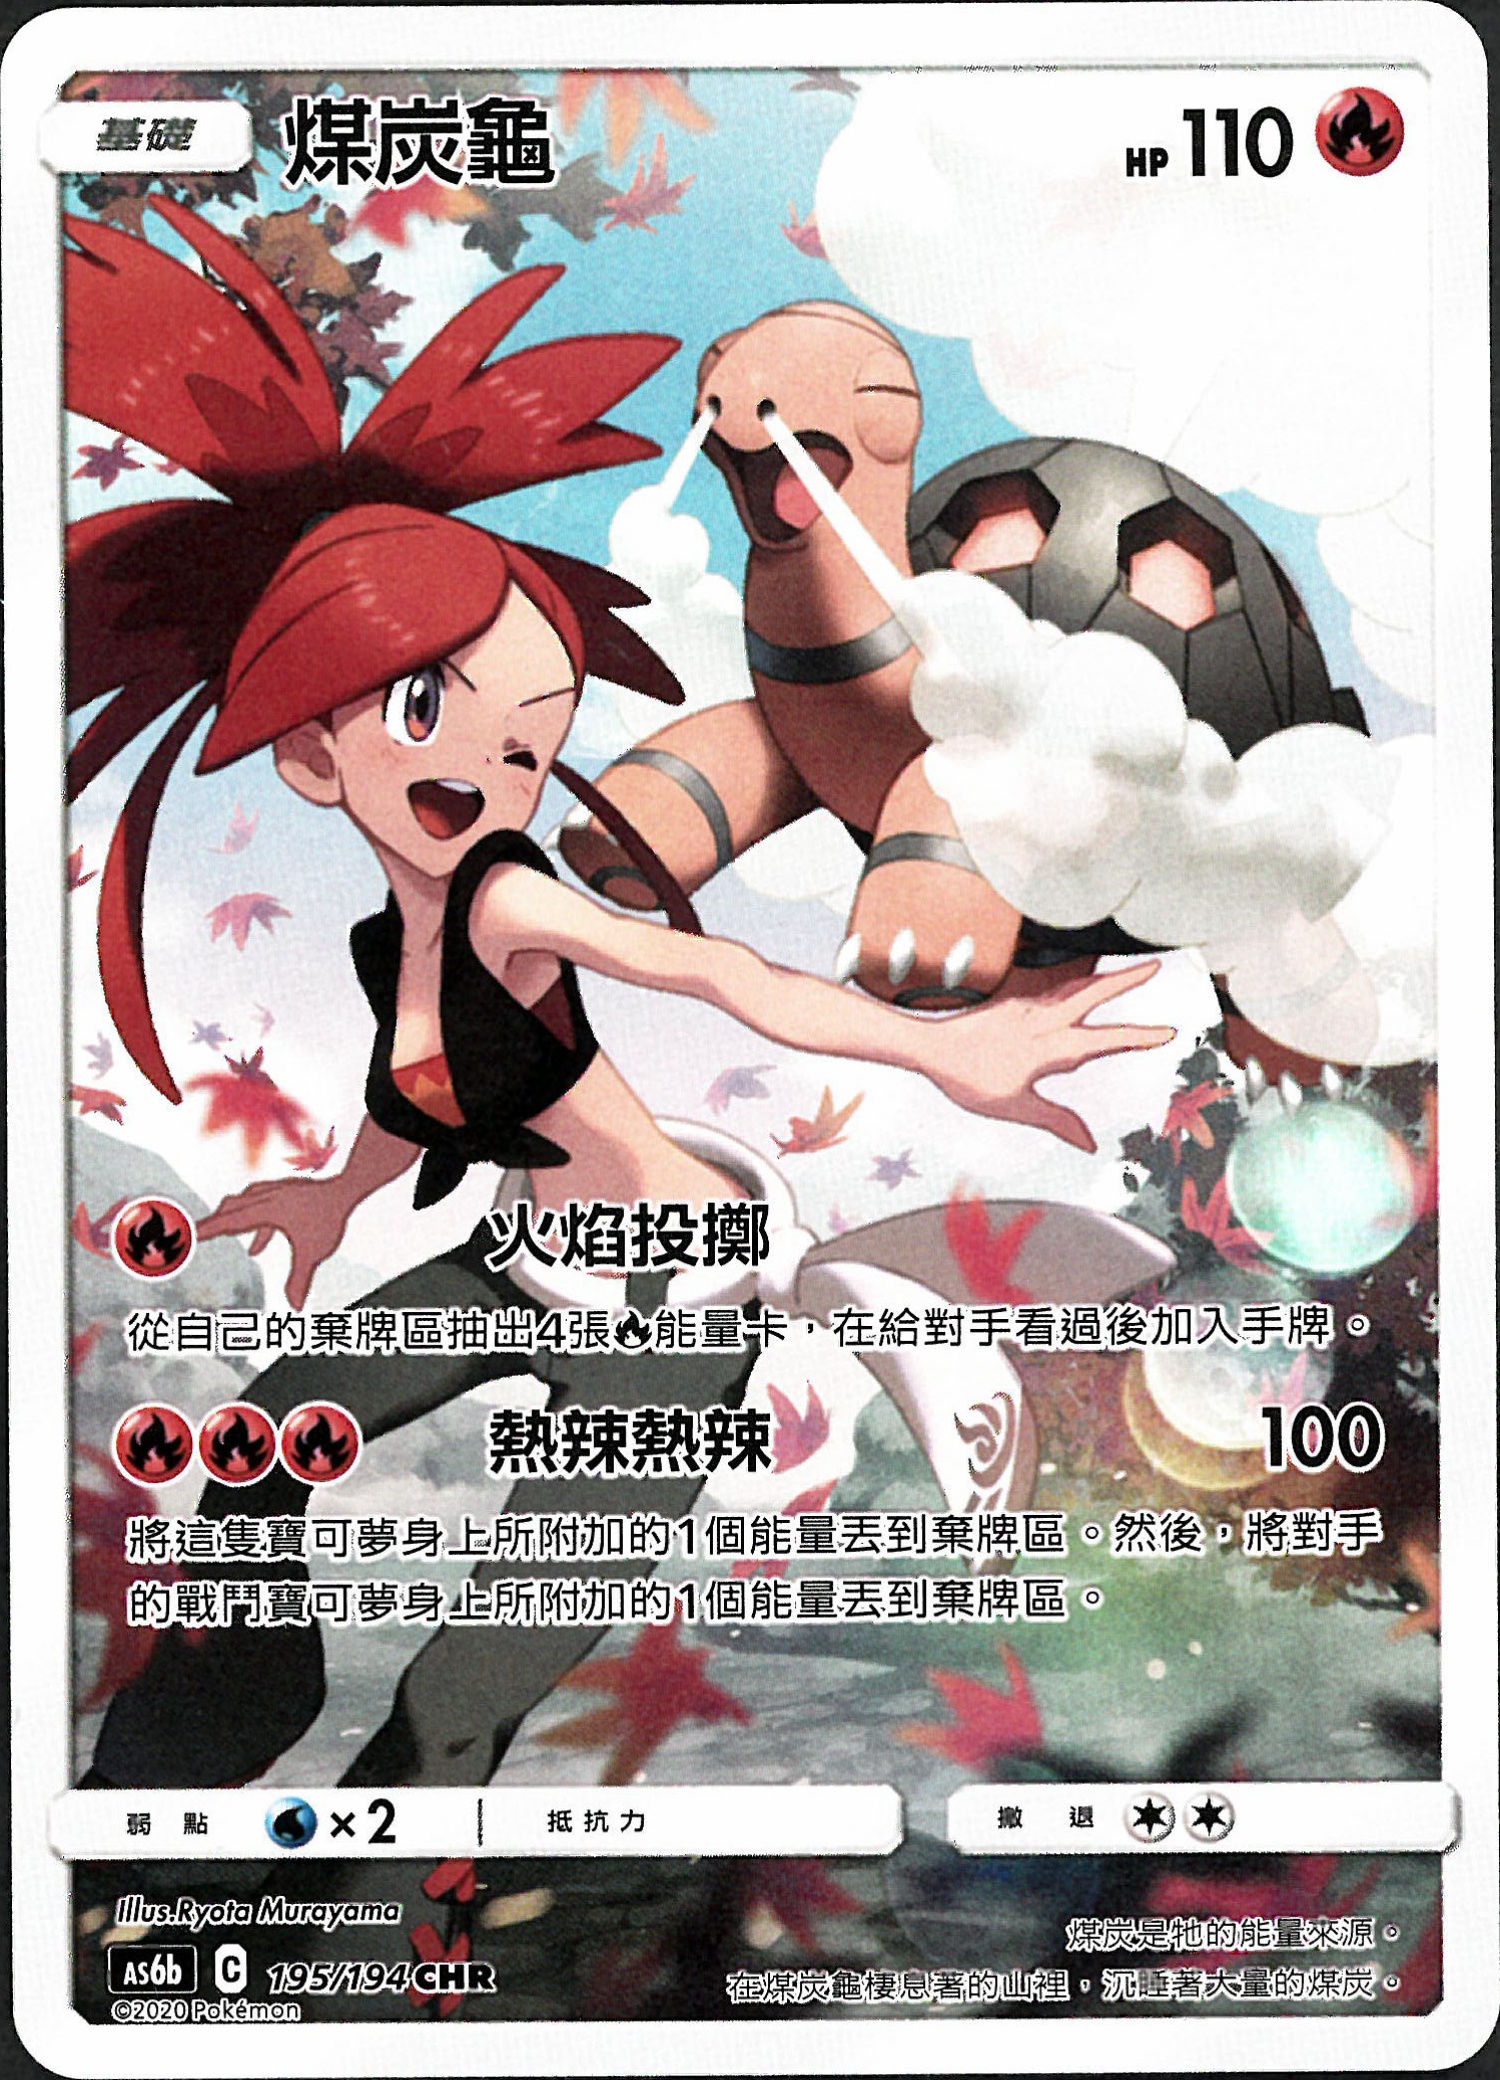 基礎
煤炭龜
HP 110
火焰投擲
從自己的棄牌區抽出4張能量卡，在給對手看過後加入手牌。
熱辣熱辣 100
將這隻寶可夢身上所附加的1個能量丟到棄牌區。然後，將對手
的戰鬥寶可夢身上所附加的1個能量丟到棄牌區。
弱點 ×2 抵抗力 撤退
Illus.Ryota Murayama
煤炭是牠的能量來源。
AS6b C 195/194 CHR
在煤炭龜棲息著的山裡，沉睡著大量的煤炭。
©2020 Pokémon